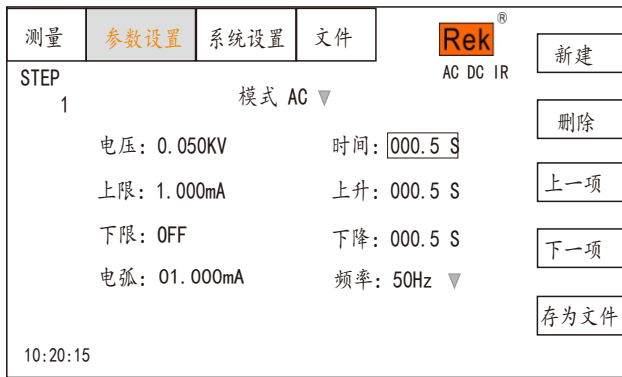 测量 参数设置 系统设置 文件 Rek ®
AC DC IR
新建
STEP
1
模式 AC
删除
电压: 0.050KV 时间: 000.5 S
上限: 1.000mA 上升: 000.5 S
上一项
下限: OFF 下降: 000.5 S
下一项
电弧: 01.000mA 频率: 50Hz
存为文件
10:20:15